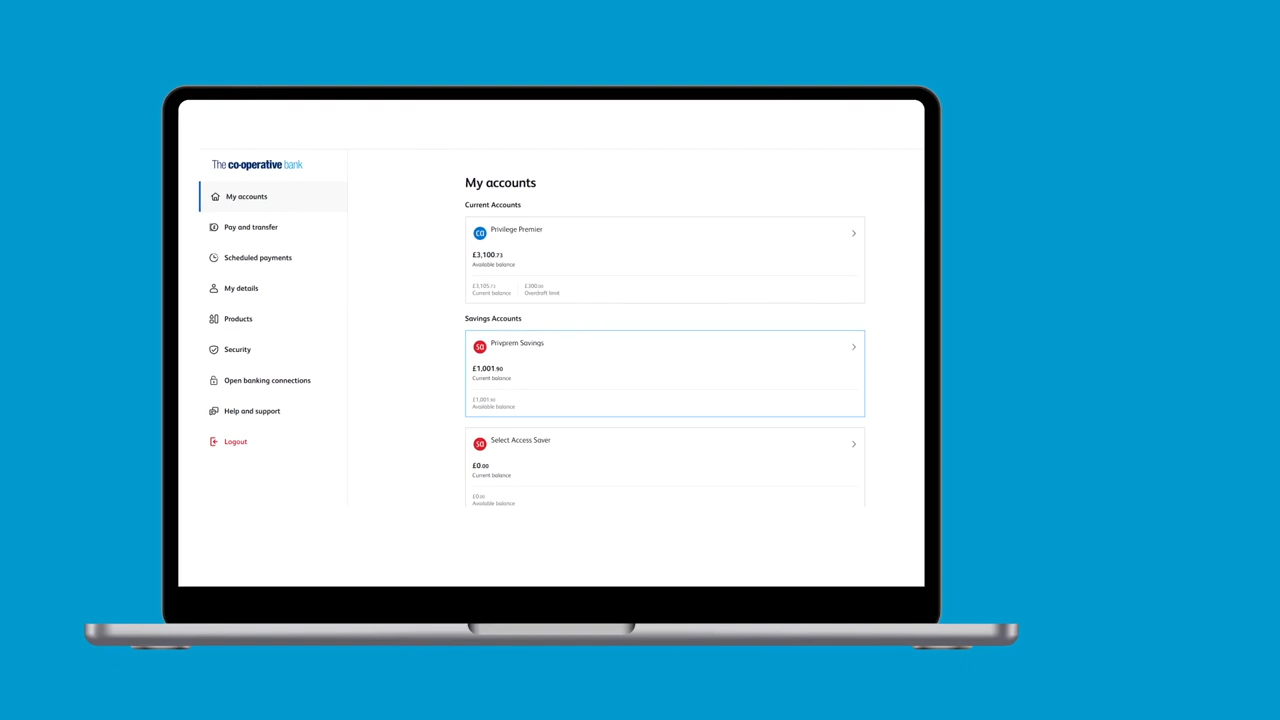 The co-operative bank
My accounts
Pay and transfer
Scheduled payments
My details
Products
Security
Open banking connections
Help and support
Logout
My accounts
Current Accounts
ca Privilege Premier
£3,100.73
Available balance
£3,105.73 £300.00
Current balance Overdraft limit
Savings Accounts
sa Privprem Savings
£1,001.90
Current balance
£1,001.90
Available balance
sa Select Access Saver
£0.00
Current balance
£0.00
Available balance